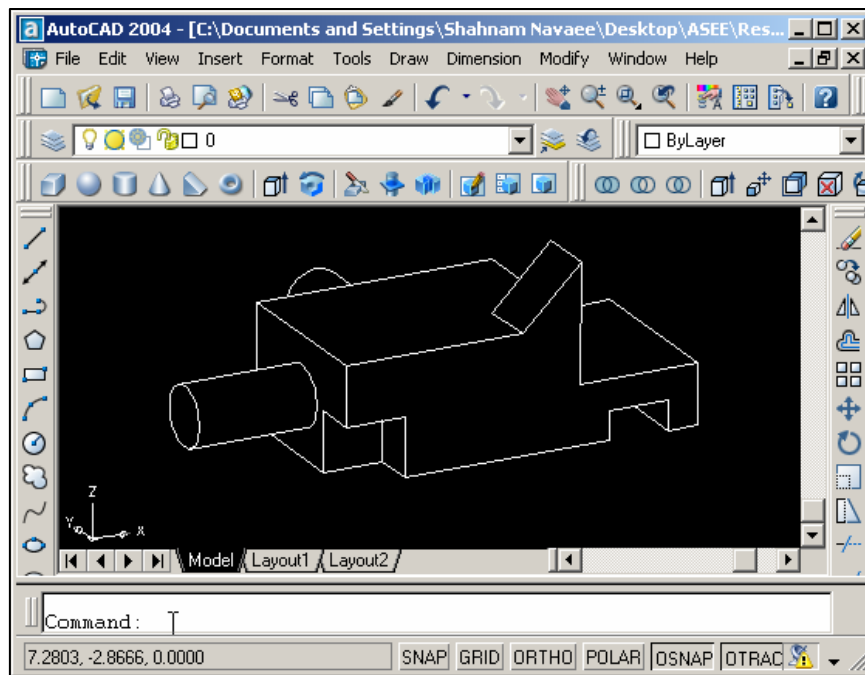 AutoCAD 2004 - [C:\Documents and Settings\Shahnam Navaee\Desktop\ASEE\Res...
File Edit View Insert Format Tools Draw Dimension Modify Window Help
0 ByLayer
Z
Y X
Model Layout1 Layout2
Command:
7.2803, -2.8666, 0.0000 SNAP GRID ORTHO POLAR OSNAP OTRAC